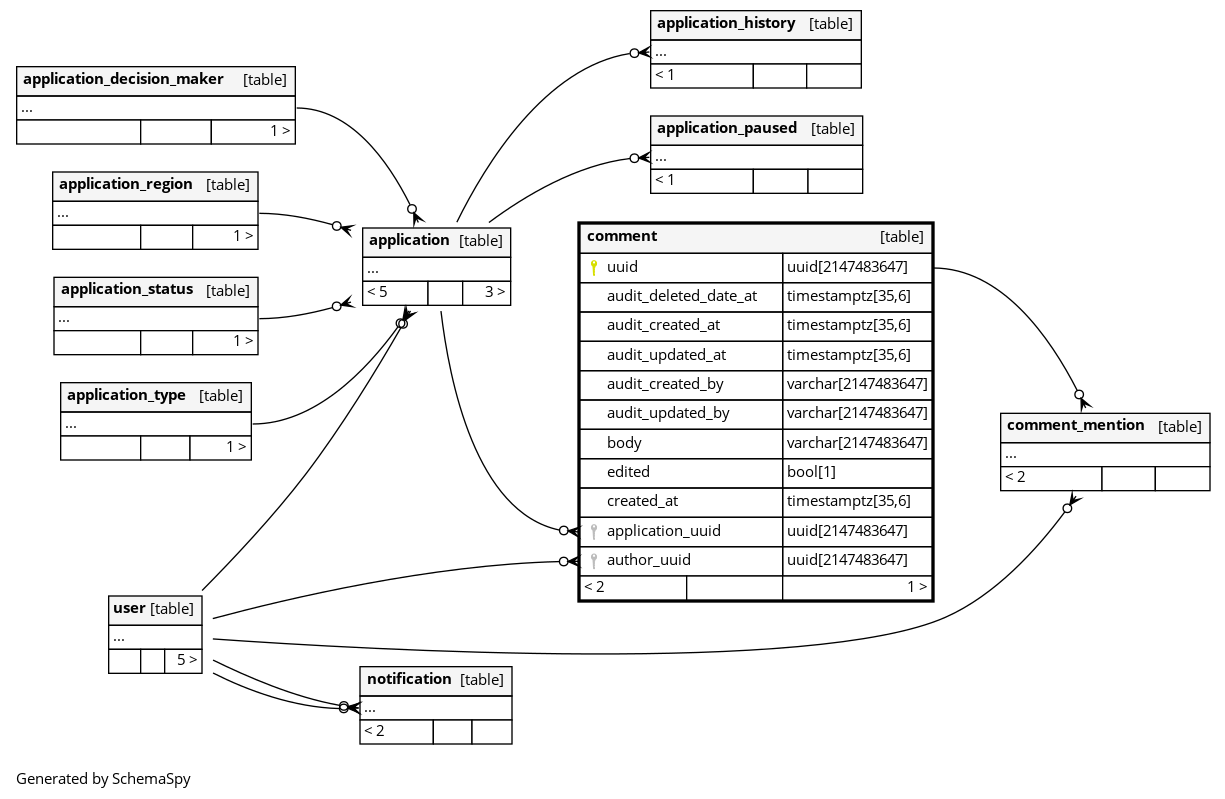 application_history [table]
...
< 1
application_decision_maker [table]
...
1 >
application_paused [table]
...
< 1
application_region [table]
...
1 >
application [table]
...
< 5 3 >
application_status [table]
...
1 >
application_type [table]
...
1 >
comment [table]
uuid uuid[2147483647]
audit_deleted_date_at timestamptz[35,6]
audit_created_at timestamptz[35,6]
audit_updated_at timestamptz[35,6]
audit_created_by varchar[2147483647]
audit_updated_by varchar[2147483647]
body varchar[2147483647]
edited bool[1]
created_at timestamptz[35,6]
application_uuid uuid[2147483647]
author_uuid uuid[2147483647]
< 2 1 >
comment_mention [table]
...
< 2
user [table]
...
5 >
notification [table]
...
< 2
Generated by SchemaSpy